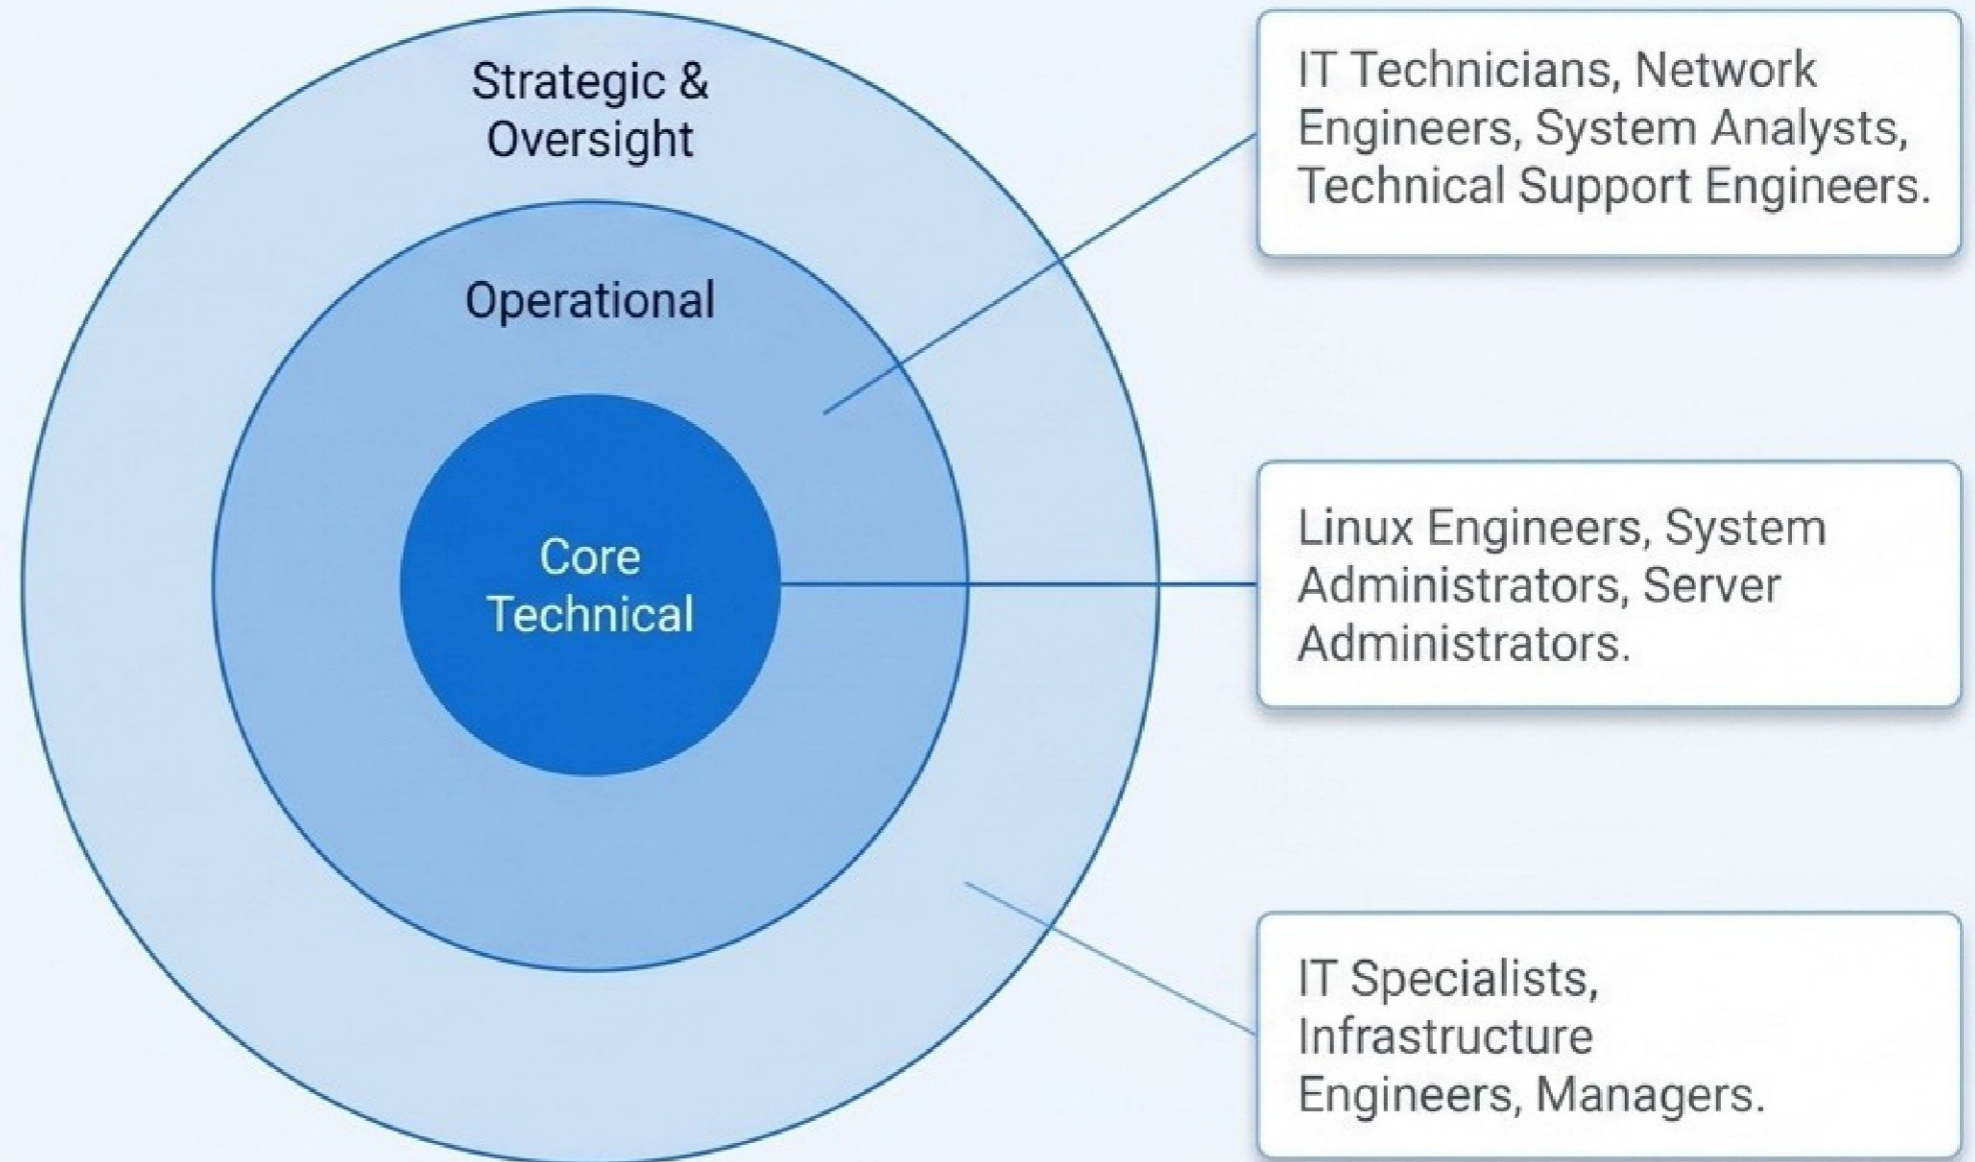 Strategic &
Oversight
Operational
Core
Technical
IT Technicians, Network
Engineers, System Analysts,
Technical Support Engineers.
Linux Engineers, System
Administrators, Server
Administrators.
IT Specialists,
Infrastructure
Engineers, Managers.